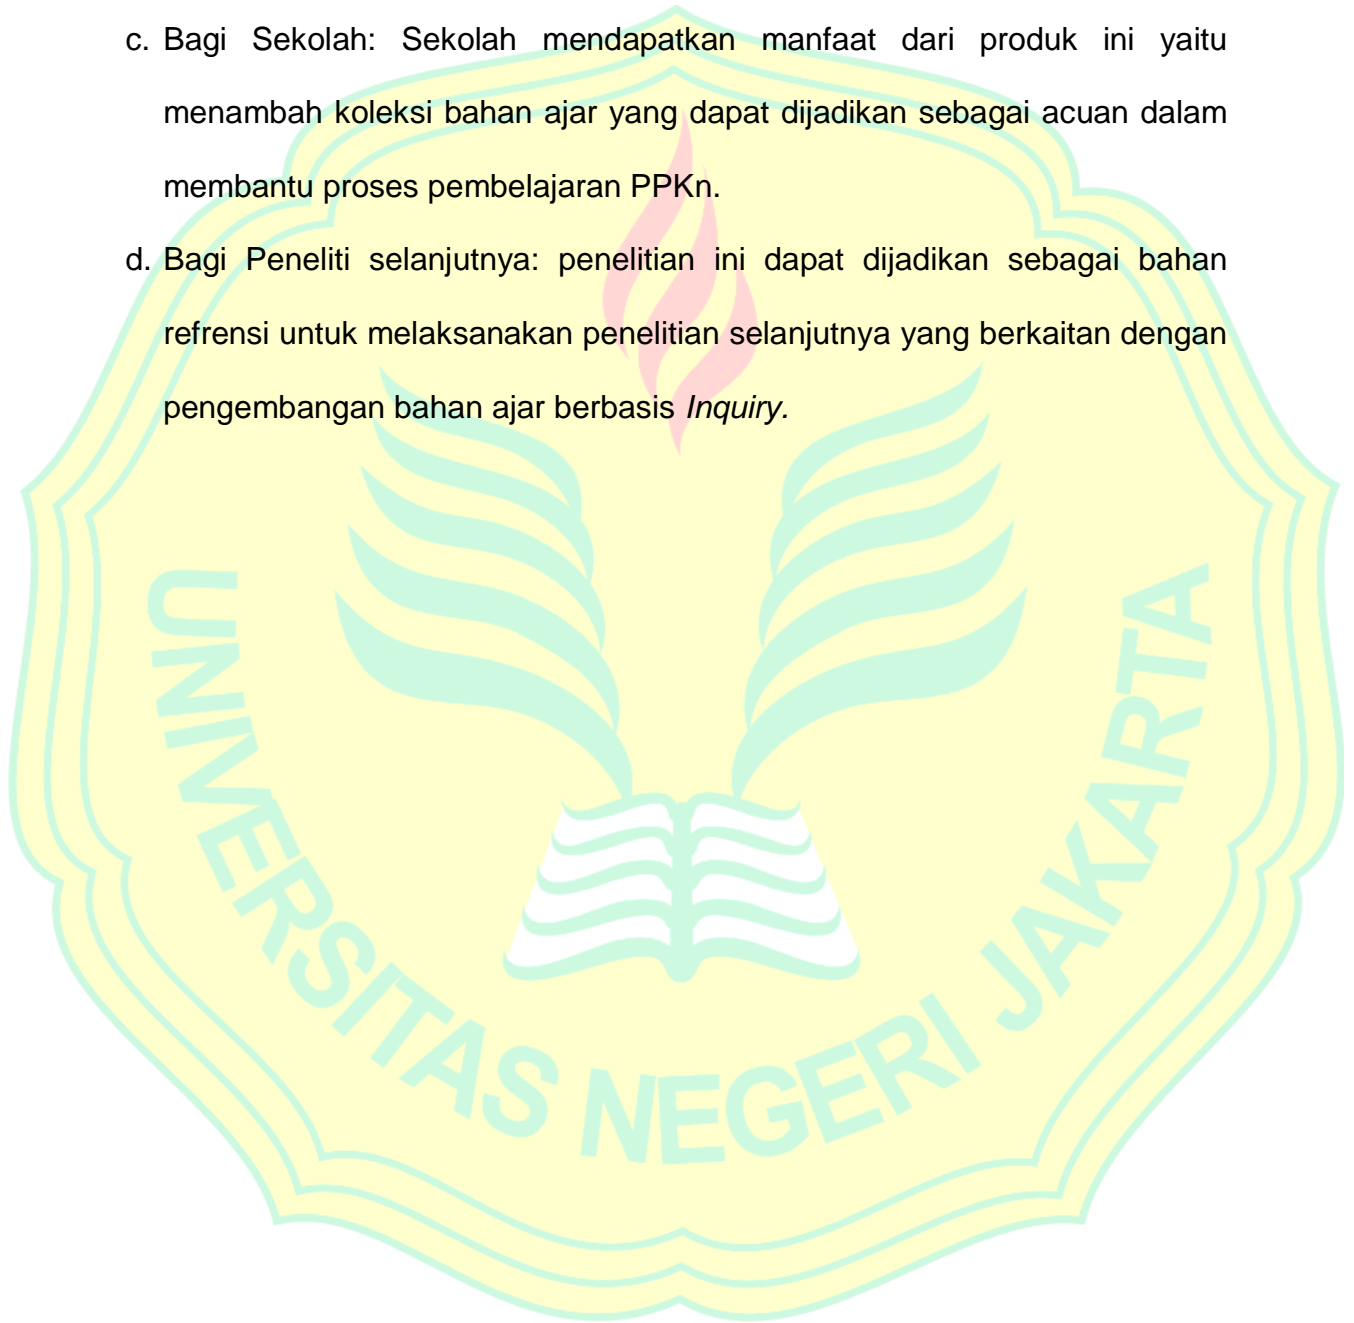 c. Bagi Sekolah: Sekolah mendapatkan manfaat dari produk ini yaitu
menambah koleksi bahan ajar yang dapat dijadikan sebagai acuan dalam
membantu proses pembelajaran PPKn.
d. Bagi Peneliti selanjutnya: penelitian ini dapat dijadikan sebagai bahan
refrensi untuk melaksanakan penelitian selanjutnya yang berkaitan dengan
pengembangan bahan ajar berbasis Inquiry.
UNIVERSITAS NEGERI JAKARTA